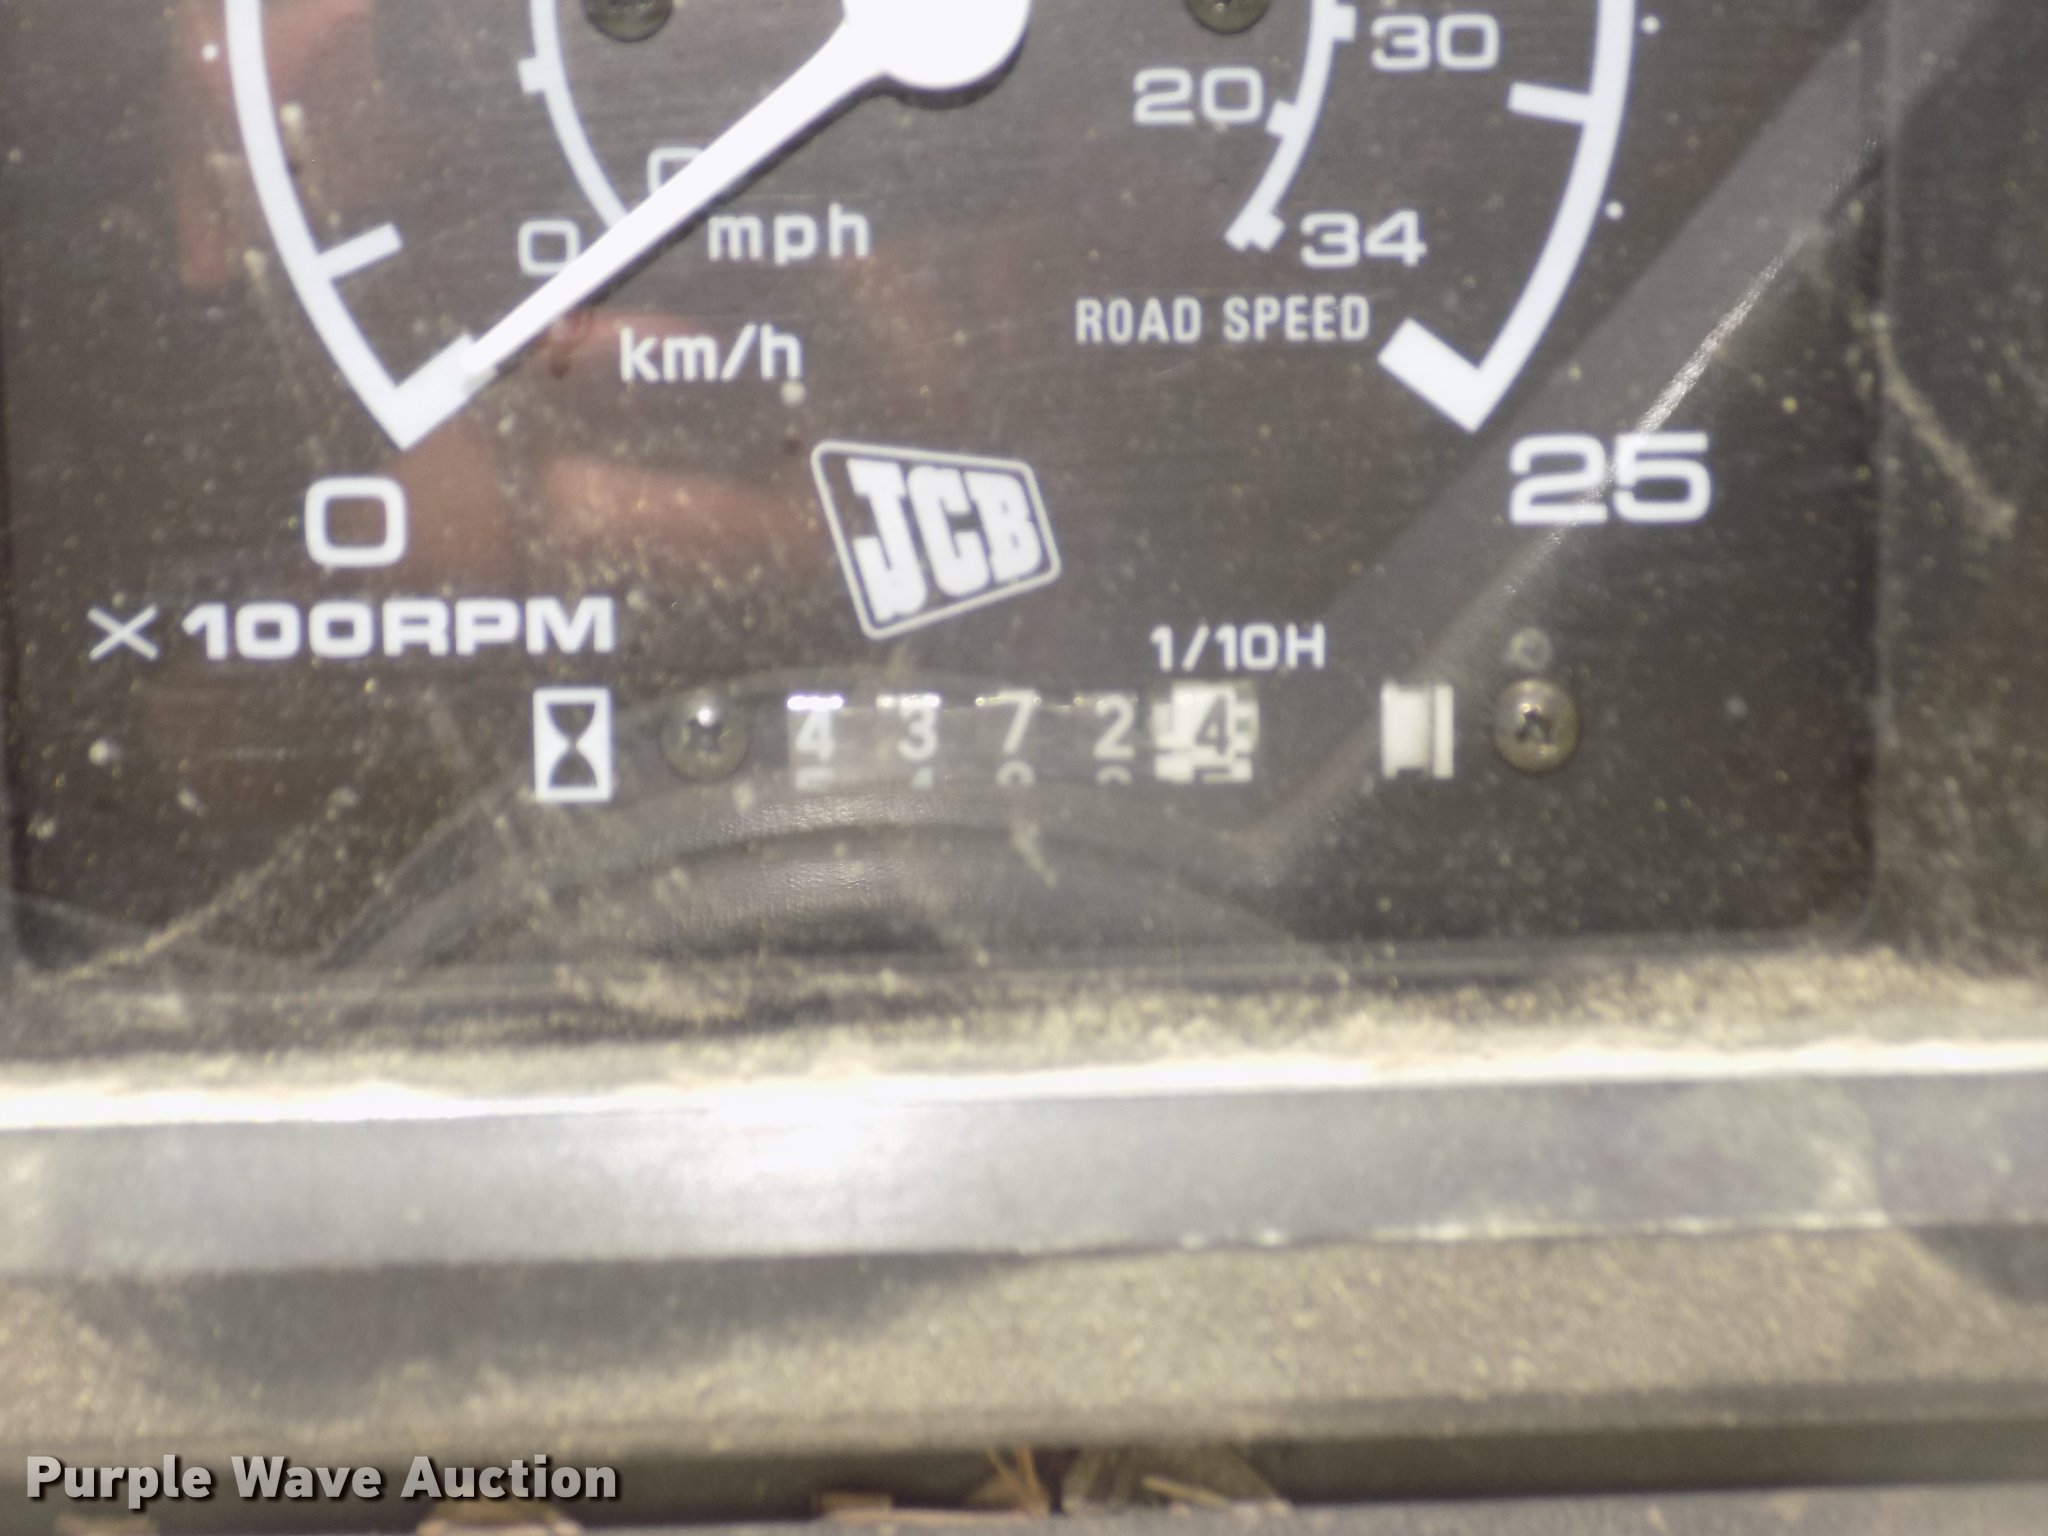 30
20
0
mph
0
34
ROAD SPEED
km/h
25
JCB
0
X 100RPM
1/10H
4 3 7 2 4
Purple Wave Auction